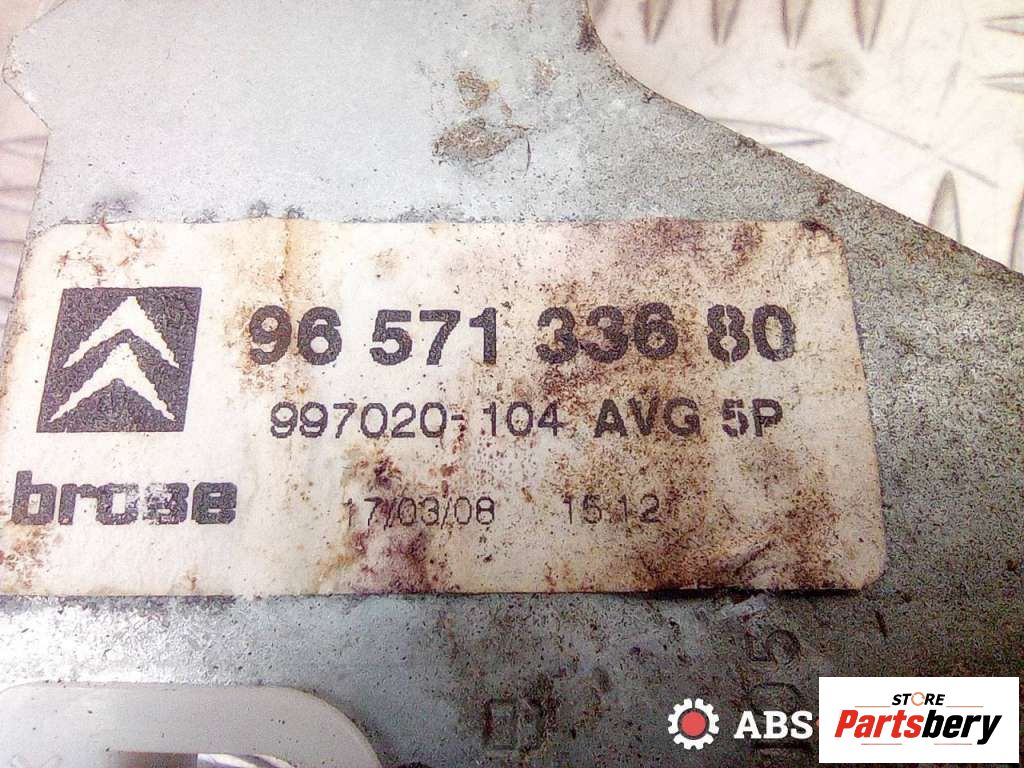 96 571 336 80
997020-104 AVG 5P
brose
17/03/08 15:12
ABS
STORE
Partsbery